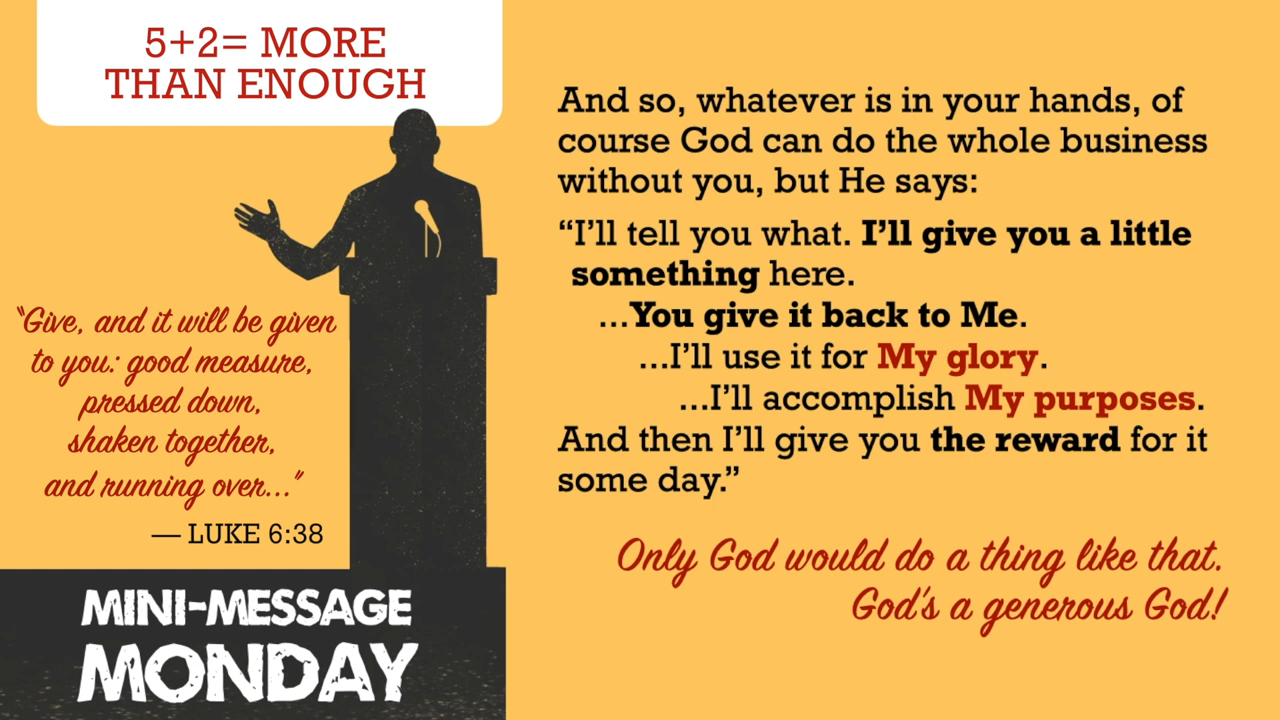 5+2= MORE
THAN ENOUGH
"Give, and it will be given
to you: good measure,
pressed down,
shaken together,
and running over..."
— LUKE 6:38
MINI-MESSAGE
MONDAY
And so, whatever is in your hands, of
course God can do the whole business
without you, but He says:
“I’ll tell you what. I’ll give you a little
something here.
...You give it back to Me.
...I’ll use it for My glory.
...I’ll accomplish My purposes.
And then I’ll give you the reward for it
some day.”
Only God would do a thing like that.
God's a generous God!